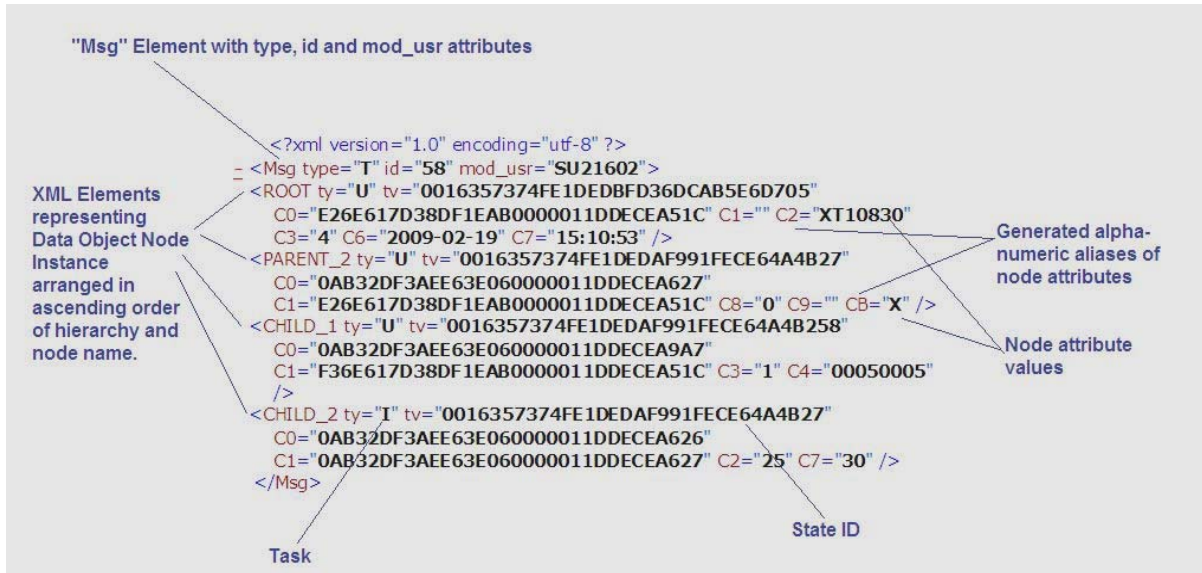 "Msg" Element with type, id and mod_usr attributes
<?xml version="1.0" encoding="utf-8" ?>
- <Msg type="T" id="58" mod_usr="SU21602">
<ROOT ty="U" tv="0016357374FE1DEDBFD36DCAB5E6D705"
C0="E26E617D38DF1EAB0000011DDECEA51C" C1="" C2="XT10830"
C3="4" C6="2009-02-19" C7="15:10:53" />
<PARENT_2 ty="U" tv="0016357374FE1DEDAF991FECE64A4B27"
C0="0AB32DF3AEE63E060000011DDECEA627"
C1="E26E617D38DF1EAB0000011DDECEA51C" C8="0" C9="" CB="X" />
<CHILD_1 ty="U" tv="0016357374FE1DEDAF991FECE64A4B258"
C0="0AB32DF3AEE63E060000011DDECEA9A7"
C1="F36E617D38DF1EAB0000011DDECEA51C" C3="1" C4="00050005"
/>
<CHILD_2 ty="I" tv="0016357374FE1DEDAF991FECE64A4B27"
C0="0AB32DF3AEE63E060000011DDECEA626"
C1="0AB32DF3AEE63E060000011DDECEA627" C2="25" C7="30" />
</Msg>
XML Elements
representing
Data Object Node
Instance
arranged in
ascending order
of hierarchy and
node name.
Generated alpha-
numeric aliases of
node attributes
Node attribute
values
State ID
Task